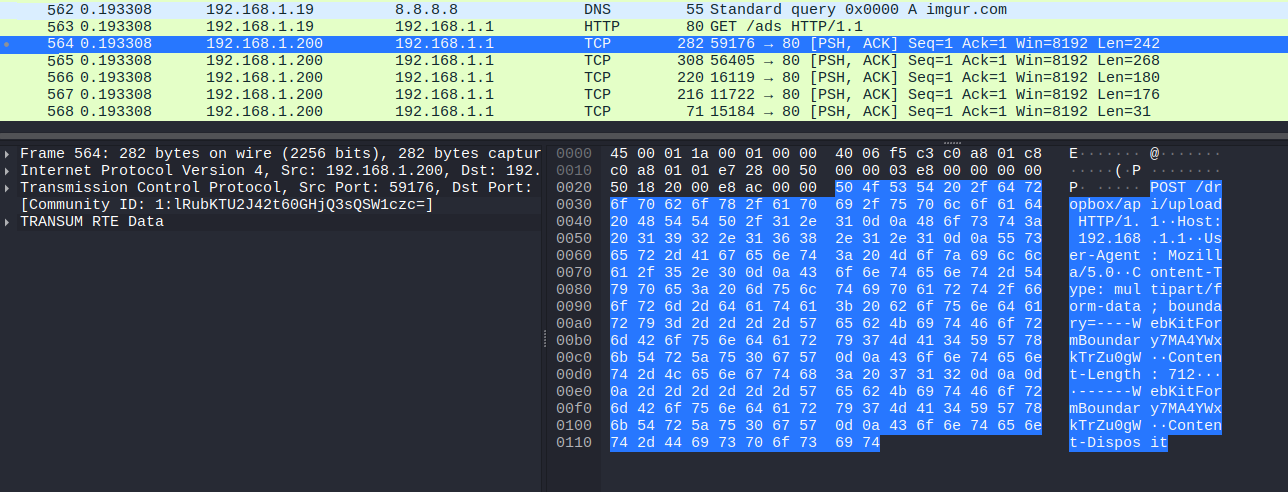 562 0.193308 192.168.1.19 8.8.8.8 DNS 55 Standard query 0x0000 A imgur.com
563 0.193308 192.168.1.19 192.168.1.1 HTTP 80 GET /ads HTTP/1.1
564 0.193308 192.168.1.200 192.168.1.1 TCP 282 59176 → 80 [PSH, ACK] Seq=1 Ack=1 Win=8192 Len=242
565 0.193308 192.168.1.200 192.168.1.1 TCP 308 56405 → 80 [PSH, ACK] Seq=1 Ack=1 Win=8192 Len=268
566 0.193308 192.168.1.200 192.168.1.1 TCP 220 16119 → 80 [PSH, ACK] Seq=1 Ack=1 Win=8192 Len=180
567 0.193308 192.168.1.200 192.168.1.1 TCP 216 11722 → 80 [PSH, ACK] Seq=1 Ack=1 Win=8192 Len=176
568 0.193308 192.168.1.200 192.168.1.1 TCP 71 15184 → 80 [PSH, ACK] Seq=1 Ack=1 Win=8192 Len=31
Frame 564: 282 bytes on wire (2256 bits), 282 bytes captur
Internet Protocol Version 4, Src: 192.168.1.200, Dst: 192.
Transmission Control Protocol, Src Port: 59176, Dst Port:
[Community ID: 1:lRubKTU2J42t60GHjQ3sQSW1czc=]
TRANSUM RTE Data
0000 45 00 01 1a 00 01 00 00 40 06 f5 c3 c0 a8 01 c8 E·······@·······
0010 c0 a8 01 01 e7 28 00 50 00 00 03 e8 00 00 00 00 ·····(·P········
0020 50 18 20 00 e8 ac 00 00 50 4f 53 54 20 2f 64 72 P· ·····POST /dr
0030 6f 70 62 6f 78 2f 61 70 69 2f 75 70 6c 6f 61 64 opbox/api/upload
0040 20 48 54 54 50 2f 31 2e 31 0d 0a 48 6f 73 74 3a HTTP/1.1··Host:
0050 20 31 39 32 2e 31 36 38 2e 31 2e 31 0d 0a 55 73 192.168.1.1··Us
0060 65 72 2d 41 67 65 6e 74 3a 20 4d 6f 7a 69 6c 6c er-Agent: Mozill
0070 61 2f 35 2e 30 0d 0a 43 6f 6e 74 65 6e 74 2d 54 a/5.0··Content-T
0080 79 70 65 3a 20 6d 75 6c 74 69 70 61 72 74 2f 66 ype: multipart/f
0090 6f 72 6d 2d 64 61 74 61 3b 20 62 6f 75 6e 64 61 orm-data; bounda
00a0 72 79 3d 2d 2d 2d 2d 57 65 62 4b 69 74 46 6f 72 ry=----WebKitFor
00b0 6d 42 6f 75 6e 64 61 72 79 37 4d 41 34 59 57 78 mBoundary7MA4YWx
00c0 6b 54 72 5a 75 30 67 57 0d 0a 43 6f 6e 74 65 6e kTrZu0gW··Conten
00d0 74 2d 4c 65 6e 67 74 68 3a 20 37 31 32 0d 0a 0d t-Length: 712···
00e0 0a 2d 2d 2d 2d 2d 2d 57 65 62 4b 69 74 46 6f 72 ·------WebKitFor
00f0 6d 42 6f 75 6e 64 61 72 79 37 4d 41 34 59 57 78 mBoundary7MA4YWx
0100 6b 54 72 5a 75 30 67 57 0d 0a 43 6f 6e 74 65 6e kTrZu0gW··Conten
0110 74 2d 44 69 73 70 6f 73 69 74 t-Disposit